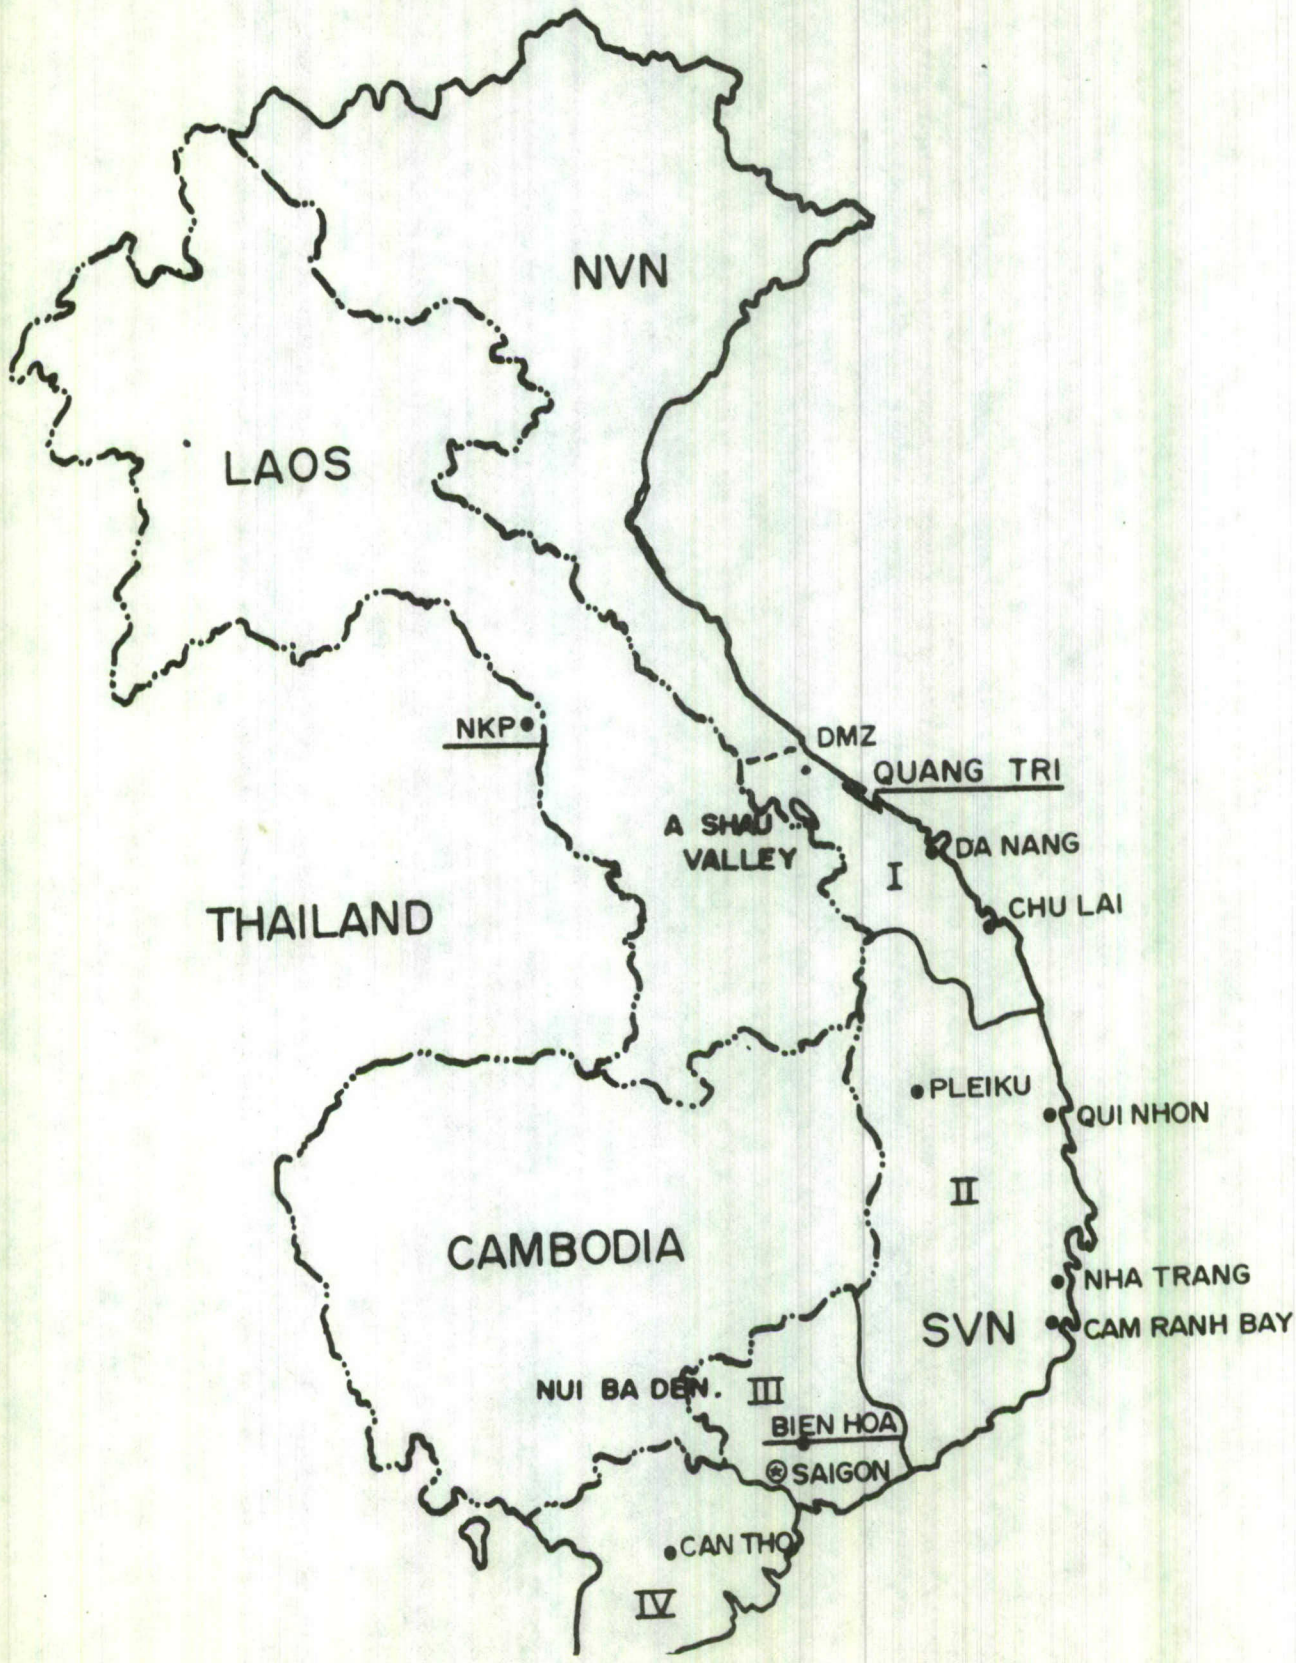 NVN
LAOS
NKP
DMZ
QUANG TRI
A SHAU
VALLEY
DA NANG
I
CHU LAI
THAILAND
PLEIKU
QUI NHON
II
CAMBODIA
NHA TRANG
SVN
CAM RANH BAY
NUI BA DEN.
III
BIEN HOA
SAIGON
CAN THO
IV